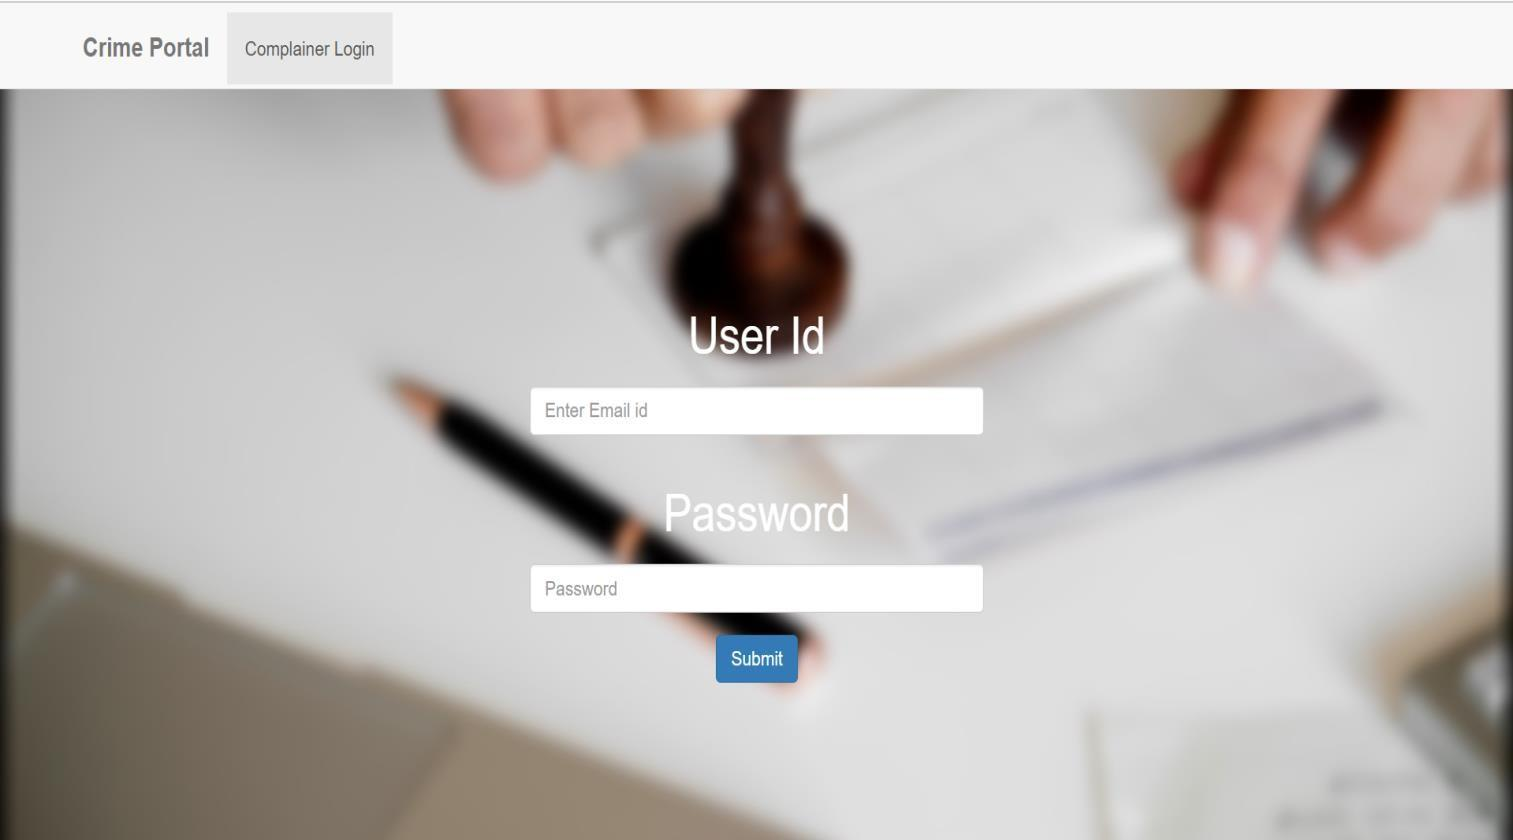 Crime Portal Complainer Login
User Id
Enter Email id
Password
Password
Submit